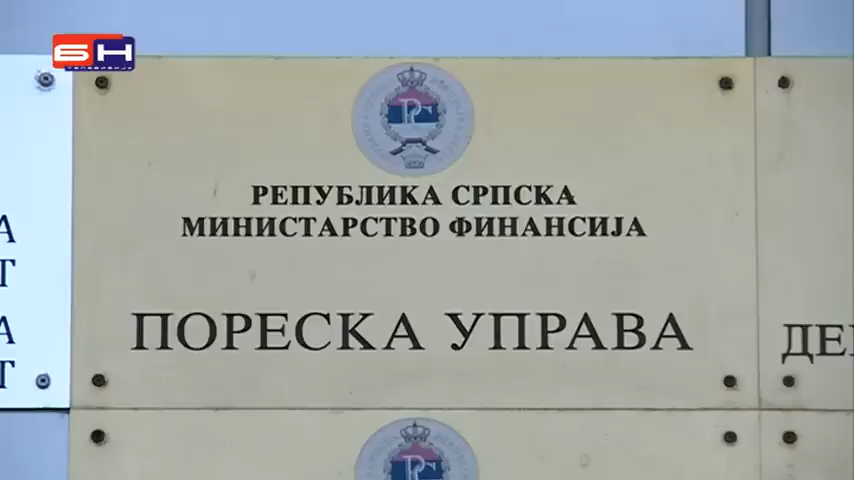 БН
РЕПУБЛИКА СРПСКА
МИНИСТАРСТВО ФИНАНСИЈА
ПОРЕСКА УПРАВА